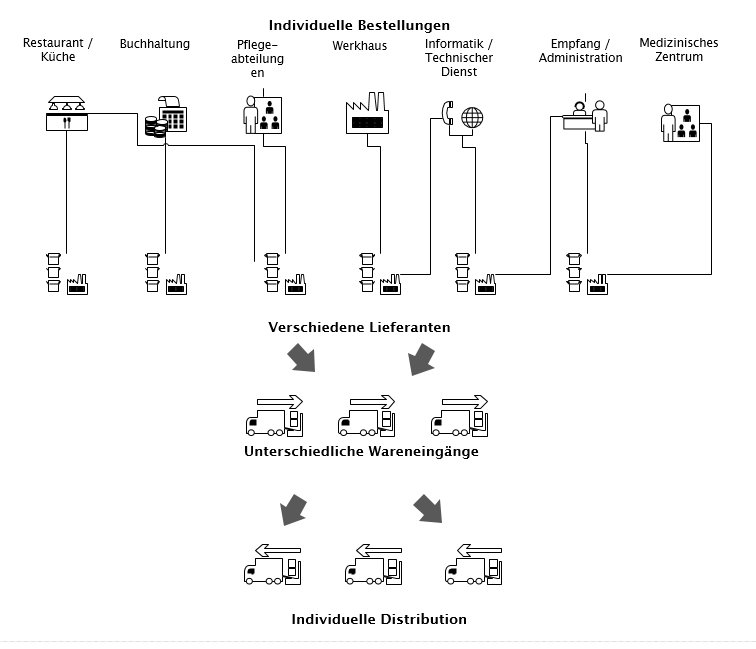 Individuelle Bestellungen
Restaurant /
Küche
Buchhaltung
Pflege-
abteilung
en
Werkhaus
Informatik /
Technischer
Dienst
Empfang /
Administration
Medizinisches
Zentrum
Verschiedene Lieferanten
Unterschiedliche Wareneingänge
Individuelle Distribution